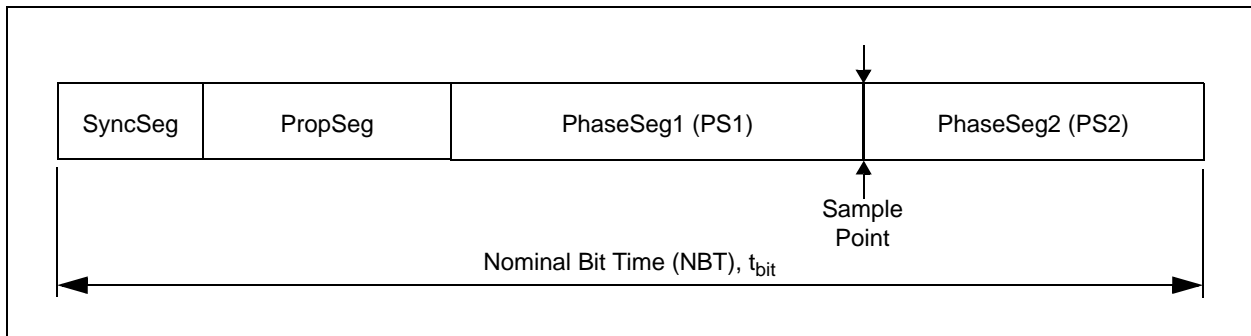 SyncSeg
PropSeg
PhaseSeg1 (PS1)
PhaseSeg2 (PS2)
Sample
Point
Nominal Bit Time (NBT), tbit